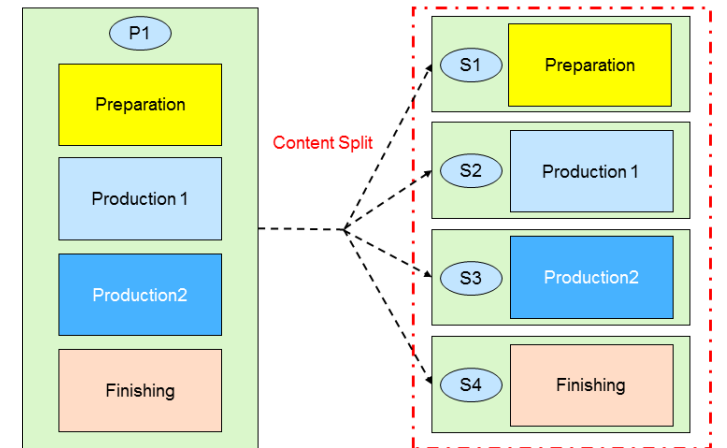 P1
Preparation
Production 1
Production2
Finishing
Content Split
S1
Preparation
S2
Production 1
S3
Production2
S4
Finishing